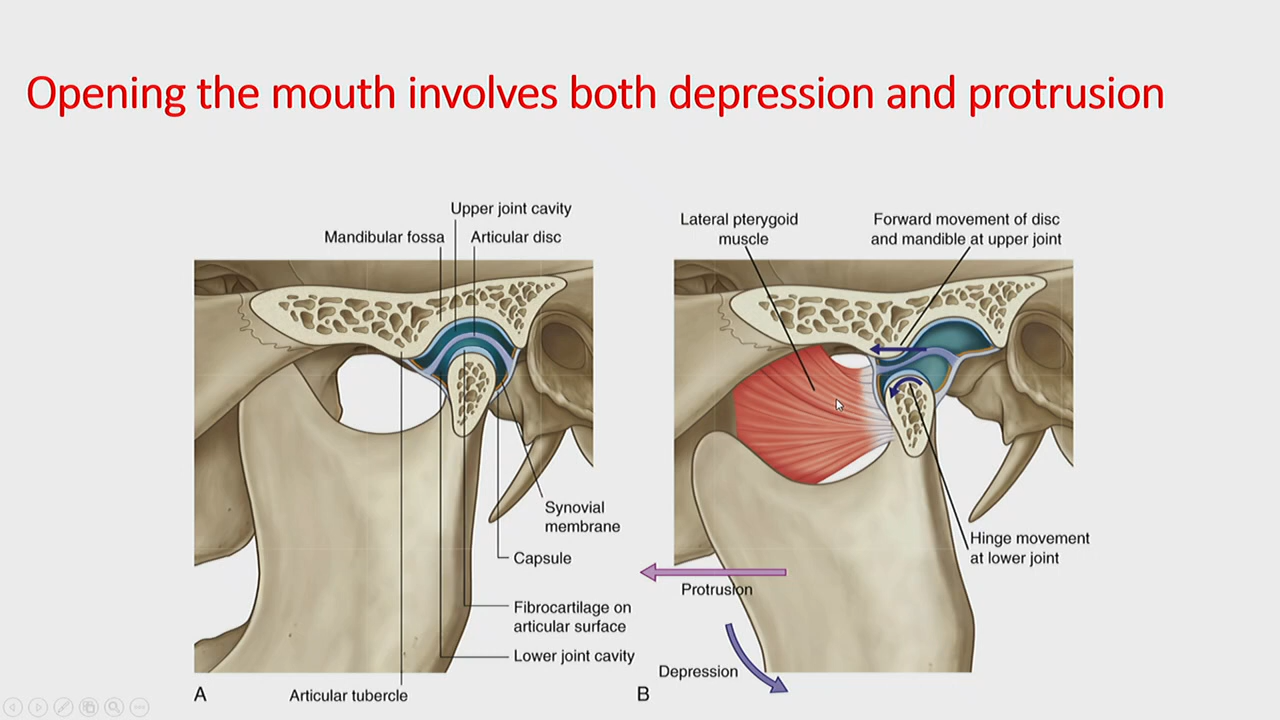 Opening the mouth involves both depression and protrusion
Upper joint cavity
Mandibular fossa
Articular disc
Synovial
membrane
Capsule
Fibrocartilage on
articular surface
Lower joint cavity
Articular tubercle
A
Lateral pterygoid
muscle
Forward movement of disc
and mandible at upper joint
Hinge movement
at lower joint
Protrusion
Depression
B